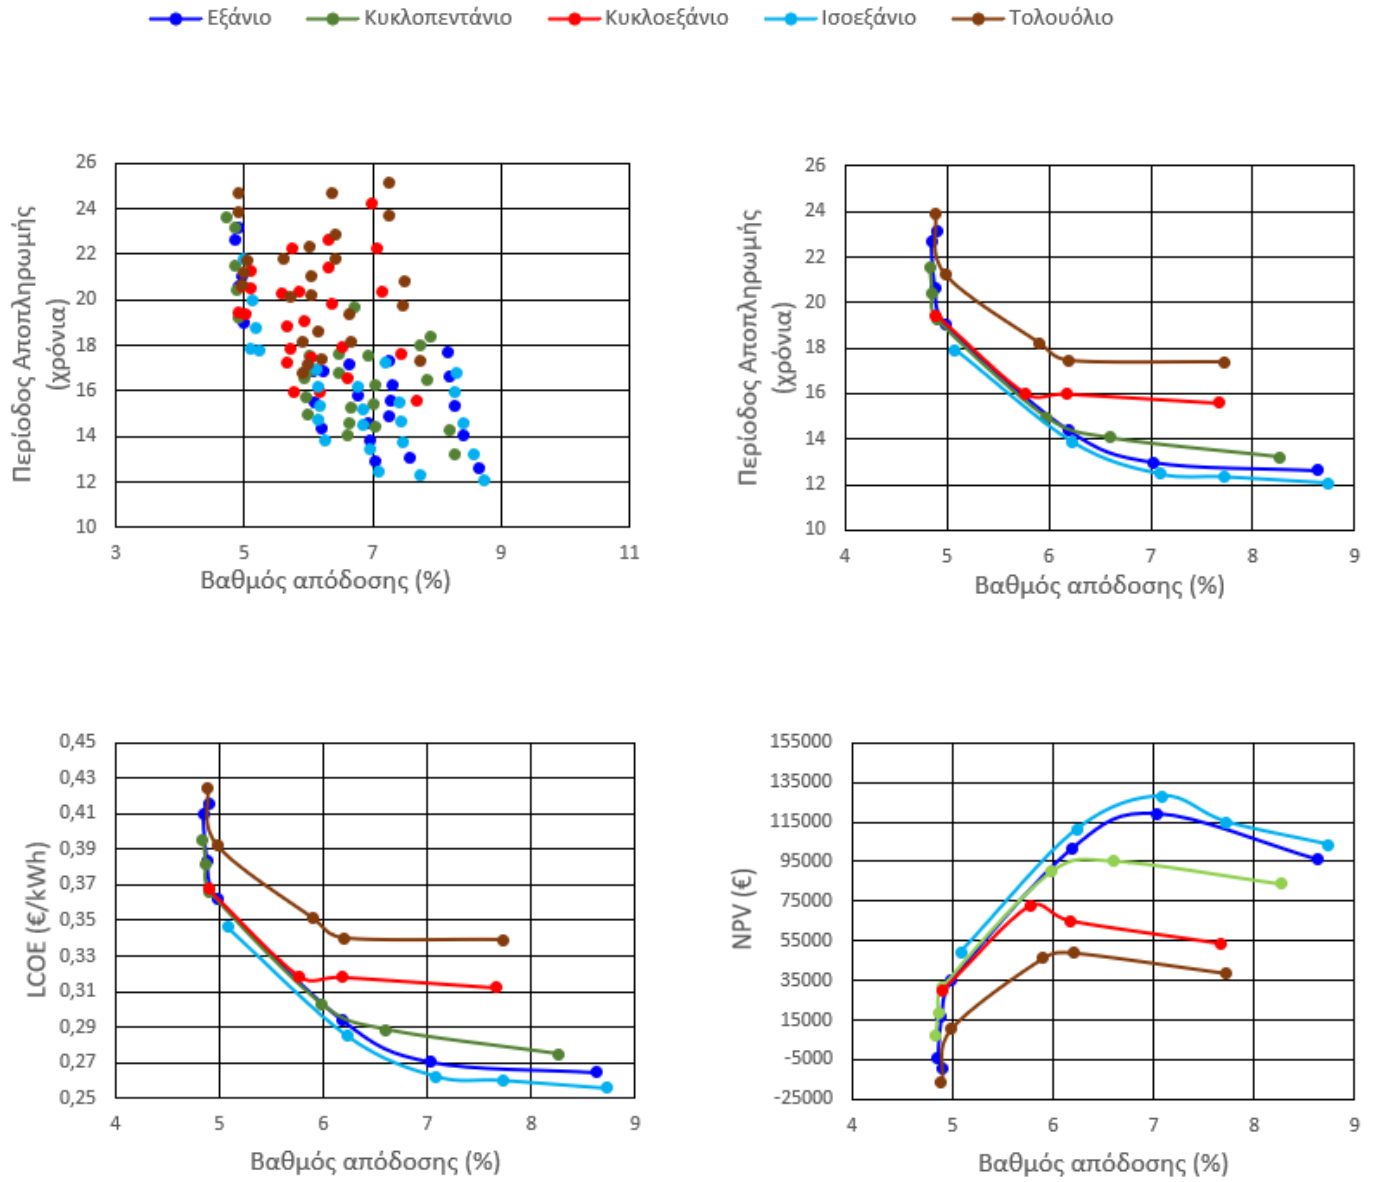 Εξάνιο Κυκλοπεντάνιο Κυκλοεξάνιο Ισοεξάνιο Τολουόλιο
Περίοδος Αποπληρωμής
(χρόνια)
26
24
22
20
18
16
14
12
10
3 5 7 9 11
Βαθμός απόδοσης (%)
Περίοδος Αποπληρωμής
(χρόνια)
26
24
22
20
18
16
14
12
10
4 5 6 7 8 9
Βαθμός απόδοσης (%)
LCOE (€/kWh)
0,45
0,43
0,41
0,39
0,37
0,35
0,33
0,31
0,29
0,27
0,25
4 5 6 7 8 9
Βαθμός απόδοσης (%)
NPV (€)
155000
135000
115000
95000
75000
55000
35000
15000
-5000
-25000
4 5 6 7 8 9
Βαθμός απόδοσης (%)